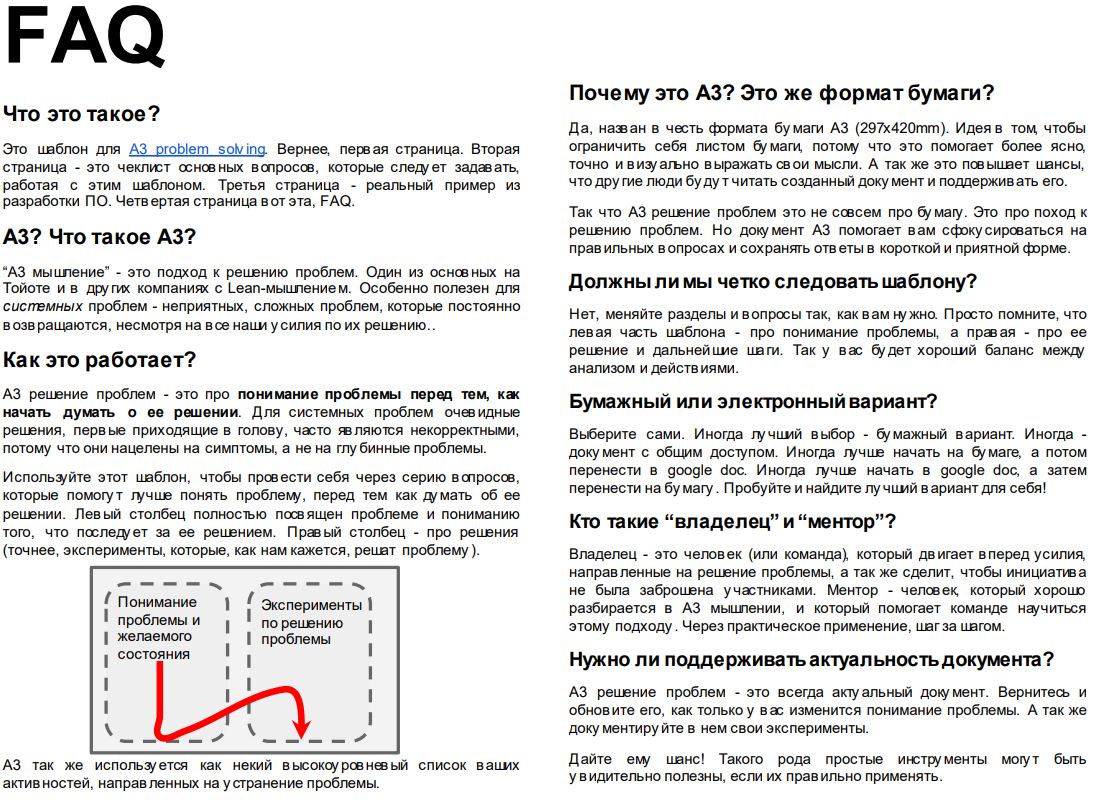 FAQ
Что это такое?
Это шаблон для A3 problem solving. Вернее, первая страница. Вторая
страница - это чеклист основных вопросов, которые следует задавать,
работая с этим шаблоном. Третья страница - реальный пример из
разработки ПО. Четвертая страница вот эта, FAQ.
А3? Что такое А3?
“А3 мышление” - это подход к решению проблем. Один из основных на
Тойоте и в других компаниях с Lean-мышлением. Особенно полезен для
системных проблем - неприятных, сложных проблем, которые постоянно
возвращаются, несмотря на все наши усилия по их решению..
Как это работает?
А3 решение проблем - это про понимание проблемы перед тем, как
начать думать о ее решении. Для системных проблем очевидные
решения, первые приходящие в голову, часто являются некорректными,
потому что они нацелены на симптомы, а не на глубинные проблемы.
Используйте этот шаблон, чтобы провести себя через серию вопросов,
которые помогут лучше понять проблему, перед тем как думать об ее
решении. Левый столбец полностью посвящен проблеме и пониманию
того, что последует за ее решением. Правый столбец - про решения
(точнее, эксперименты, которые, как нам кажется, решат проблему).
Понимание
проблемы и
желаемого
состояния
Эксперименты
по решению
проблемы
А3 так же используется как некий высокоуровневый список ваших
активностей, направленных на устранение проблемы.
Почему это А3? Это же формат бумаги?
Да, назван в честь формата бумаги А3 (297x420mm). Идея в том, чтобы
ограничить себя листом бумаги, потому что это помогает более ясно,
точно и визуально выражать свои мысли. А так же это повышает шансы,
что другие люди будут читать созданный документ и поддерживать его.
Так что А3 решение проблем это не совсем про бумагу. Это про поход к
решению проблем. Но документ А3 помогает вам сфокусироваться на
правильных вопросах и сохранять ответы в короткой и приятной форме.
Должны ли мы четко следовать шаблону?
Нет, меняйте разделы и вопросы так, как вам нужно. Просто помните, что
левая часть шаблона - про понимание проблемы, а правая - про ее
решение и дальнейшие шаги. Так у вас будет хороший баланс между
анализом и действиями.
Бумажный или электронный вариант?
Выберите сами. Иногда лучший выбор - бумажный вариант. Иногда -
документ с общим доступом. Иногда лучше начать на бумаге, а потом
перенести в google doc. Иногда лучше начать в google doc, а затем
перенести на бумагу. Пробуйте и найдите лучший вариант для себя!
Кто такие “владелец” и “ментор”?
Владелец - это человек (или команда), который двигает вперед усилия,
направленные на решение проблемы, а так же сделит, чтобы инициатива
не была заброшена участниками. Ментор - человек, который хорошо
разбирается в А3 мышлении, и который помогает команде научиться
этому подходу. Через практическое применение, шаг за шагом.
Нужно ли поддерживать актуальность документа?
А3 решение проблем - это всегда актуальный документ. Вернитесь и
обновите его, как только у вас изменится понимание проблемы. А так же
документируйте в нем свои эксперименты.
Дайте ему шанс! Такого рода простые инструменты могут быть
удивительно полезны, если их правильно применять.